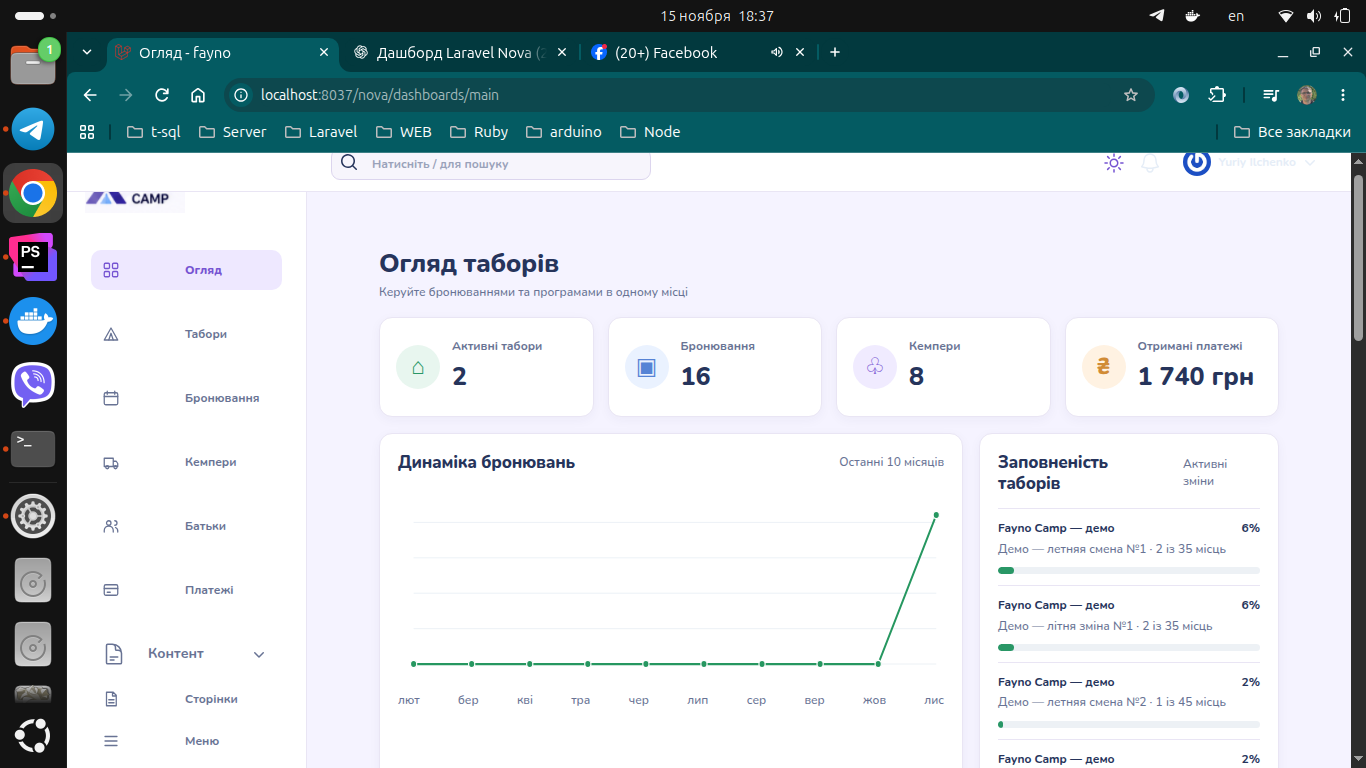 15 ноября 18:37
en
1
Огляд - fayno
Дашборд Laravel Nova (2
(20+) Facebook
localhost:8037/nova/dashboards/main
t-sql
Server
Laravel
WEB
Ruby
arduino
Node
Все закладки
Натисніть / для пошуку
Yuriy Ilchenko
CAMP
PS
>_
Огляд
Табори
Бронювання
Кемпери
Батьки
Платежі
Контент
Сторінки
Меню
Огляд таборів
Керуйте бронюваннями та програмами в одному місці
Активні табори
2
Бронювання
16
Кемпери
8
₴
Отримані платежі
1 740 грн
Динаміка бронювань
Останні 10 місяців
лют
бер
кві
тра
чер
лип
сер
вер
жов
лис
Заповненість
таборів
Активні
зміни
Fayno Camp — демо 6%
Демо — летняя смена №1 · 2 із 35 місць
Fayno Camp — демо 6%
Демо — літня зміна №1 · 2 із 35 місць
Fayno Camp — демо 2%
Демо — летняя смена №2 · 1 із 45 місць
Fayno Camp — демо 2%